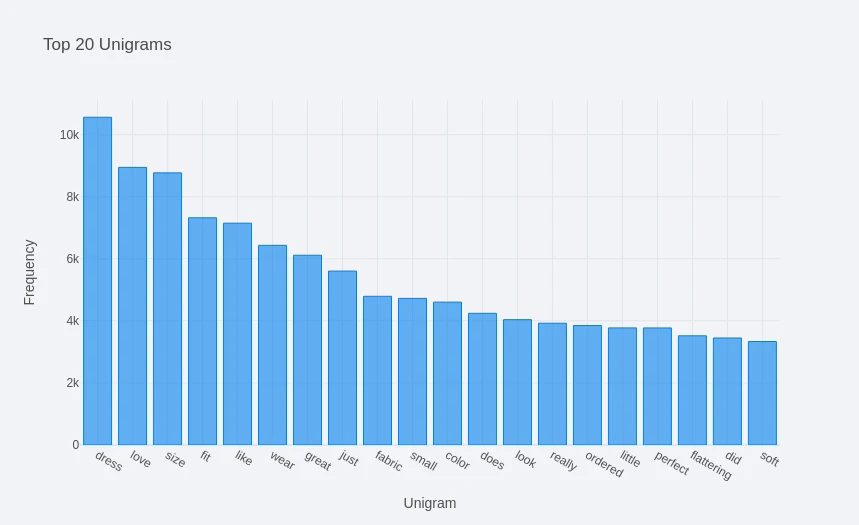 Top 20 Unigrams
Frequency
10k
8k
6k
4k
2k
0
dress love size fit like wear great just fabric small color does look really ordered little perfect flattering did soft
Unigram